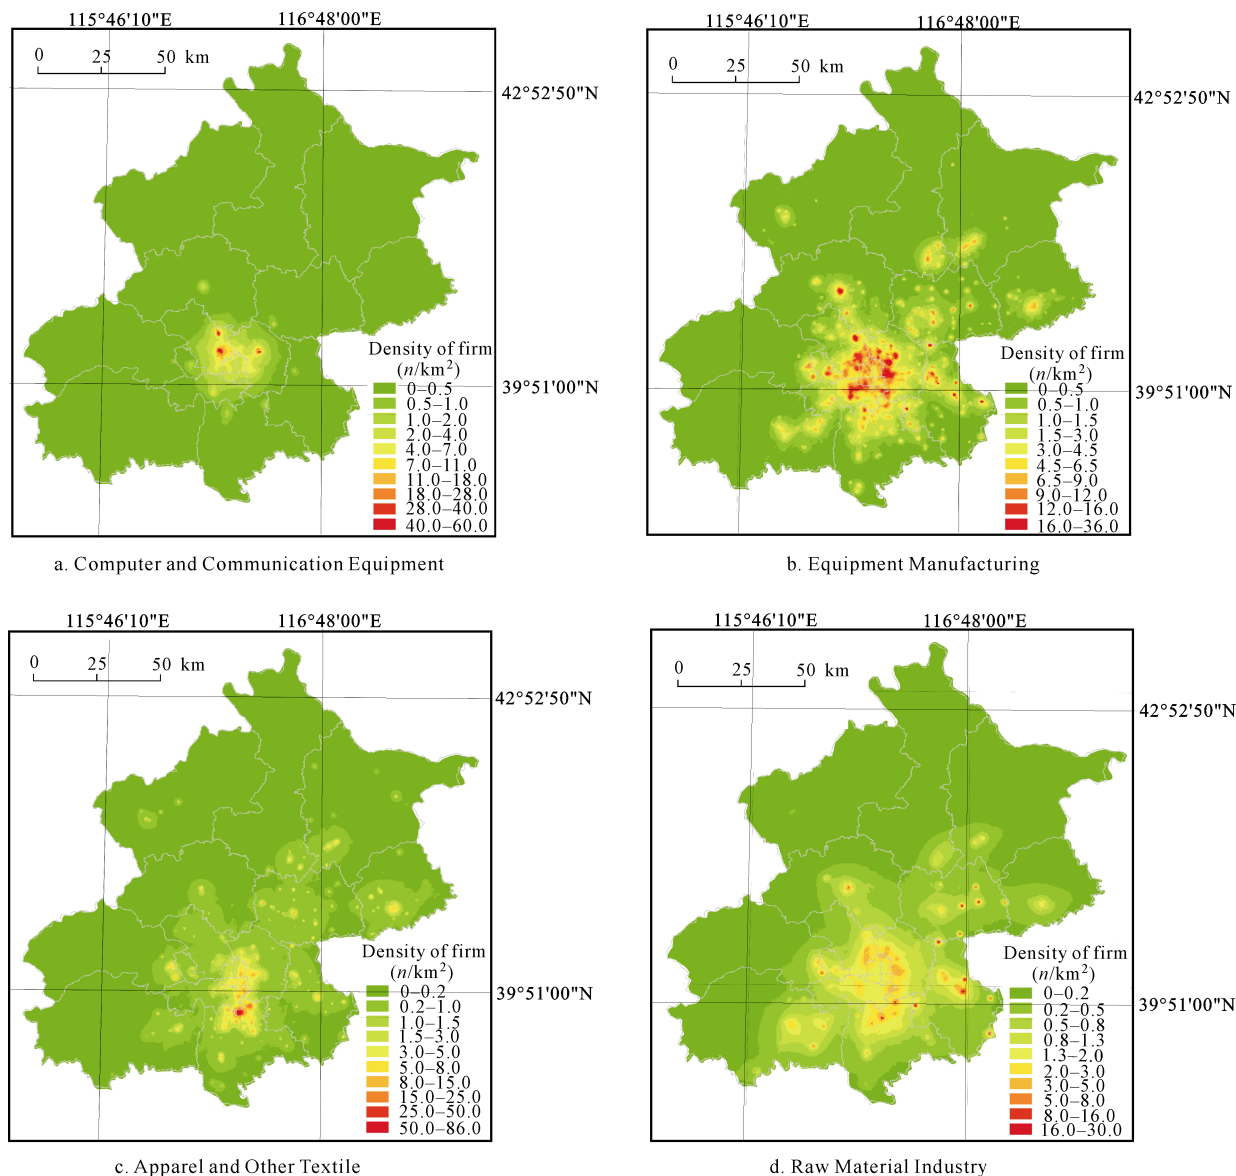 115°46'10"E 116°48'00"E
0 25 50 km
42°52'50"N
39°51'00"N
Density of firm
(n/km²)
0–0.5
0.5–1.0
1.0–2.0
2.0–4.0
4.0–7.0
7.0–11.0
11.0–18.0
18.0–28.0
28.0–40.0
40.0–60.0
a. Computer and Communication Equipment
115°46'10"E 116°48'00"E
0 25 50 km
42°52'50"N
39°51'00"N
Density of firm
(n/km²)
0–0.5
0.5–1.0
1.0–1.5
1.5–3.0
3.0–4.5
4.5–6.5
6.5–9.0
9.0–12.0
12.0–16.0
16.0–36.0
b. Equipment Manufacturing
115°46'10"E 116°48'00"E
0 25 50 km
42°52'50"N
39°51'00"N
Density of firm
(n/km²)
0–0.2
0.2–1.0
1.0–1.5
1.5–3.0
3.0–5.0
5.0–8.0
8.0–15.0
15.0–25.0
25.0–50.0
50.0–86.0
c. Apparel and Other Textile
115°46'10"E 116°48'00"E
0 25 50 km
42°52'50"N
39°51'00"N
Density of firm
(n/km²)
0–0.2
0.2–0.5
0.5–0.8
0.8–1.3
1.3–2.0
2.0–3.0
3.0–5.0
5.0–8.0
8.0–16.0
16.0–30.0
d. Raw Material Industry